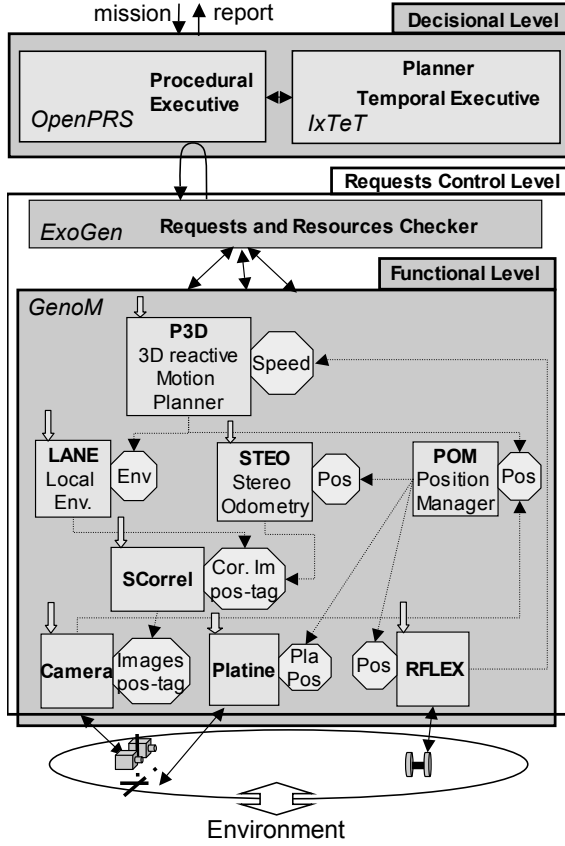 mission
report
Decisional Level
Procedural
Executive
OpenPRS
Planner
Temporal Executive
IxTeT
Requests Control Level
ExoGen
Requests and Resources Checker
Functional Level
GenoM
P3D
3D reactive
Motion
Planner
Speed
LANE
Local
Env.
Env
STEO
Stereo
Odometry
Pos
POM
Position
Manager
Pos
SCorrel
Cor. Im
pos-tag
Camera
Images
pos-tag
Platine
Pla
Pos
Pos
RFLEX
Environment